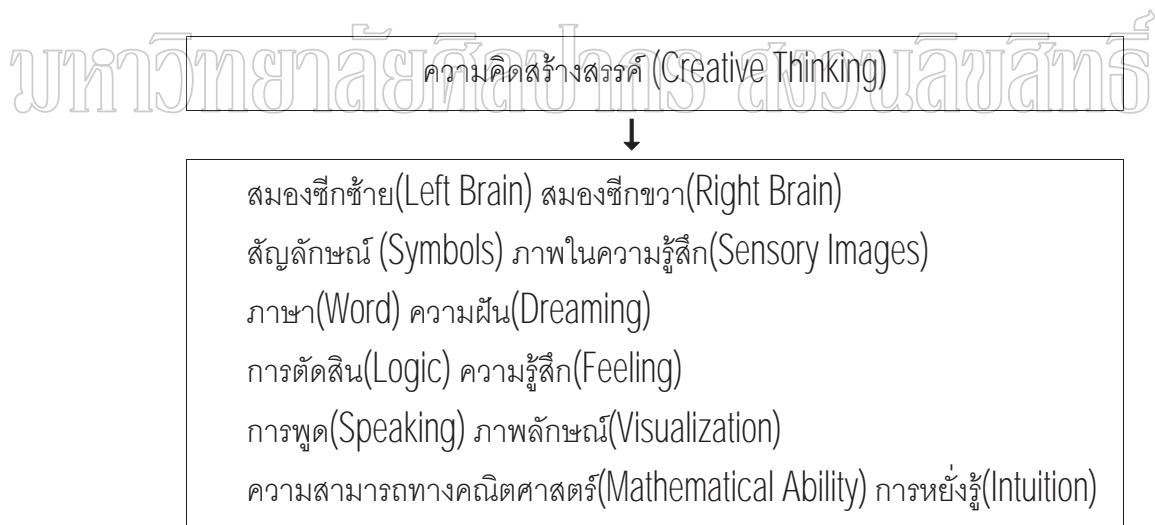 มหาวิทยาลัยศิลปากร สงวนลิขสิทธิ์
ความคิดสร้างสรรค์ (Creative Thinking)
สมองซีกซ้าย(Left Brain) สมองซีกขวา(Right Brain)
สัญลักษณ์ (Symbols) ภาพในความรู้สึก(Sensory Images)
ภาษา(Word) ความฝัน(Dreaming)
การตัดสิน(Logic) ความรู้สึก(Feeling)
การพูด(Speaking) ภาพลักษณ์(Visualization)
ความสามารถทางคณิตศาสตร์(Mathematical Ability) การหยั่งรู้(Intuition)